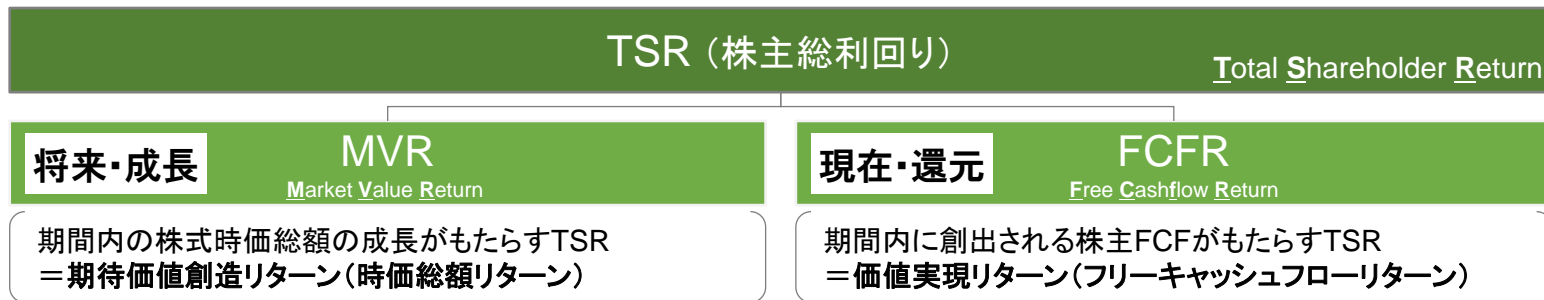 TSR（株主総利回り）
Total Shareholder Return
将来・成長
MVR
Market Value Return
期間内の株式時価総額の成長がもたらすTSR
＝期待価値創造リターン（時価総額リターン）
現在・還元
FCFR
Free Cashflow Return
期間内に創出される株主FCFがもたらすTSR
＝価値実現リターン（フリーキャッシュフローリターン）